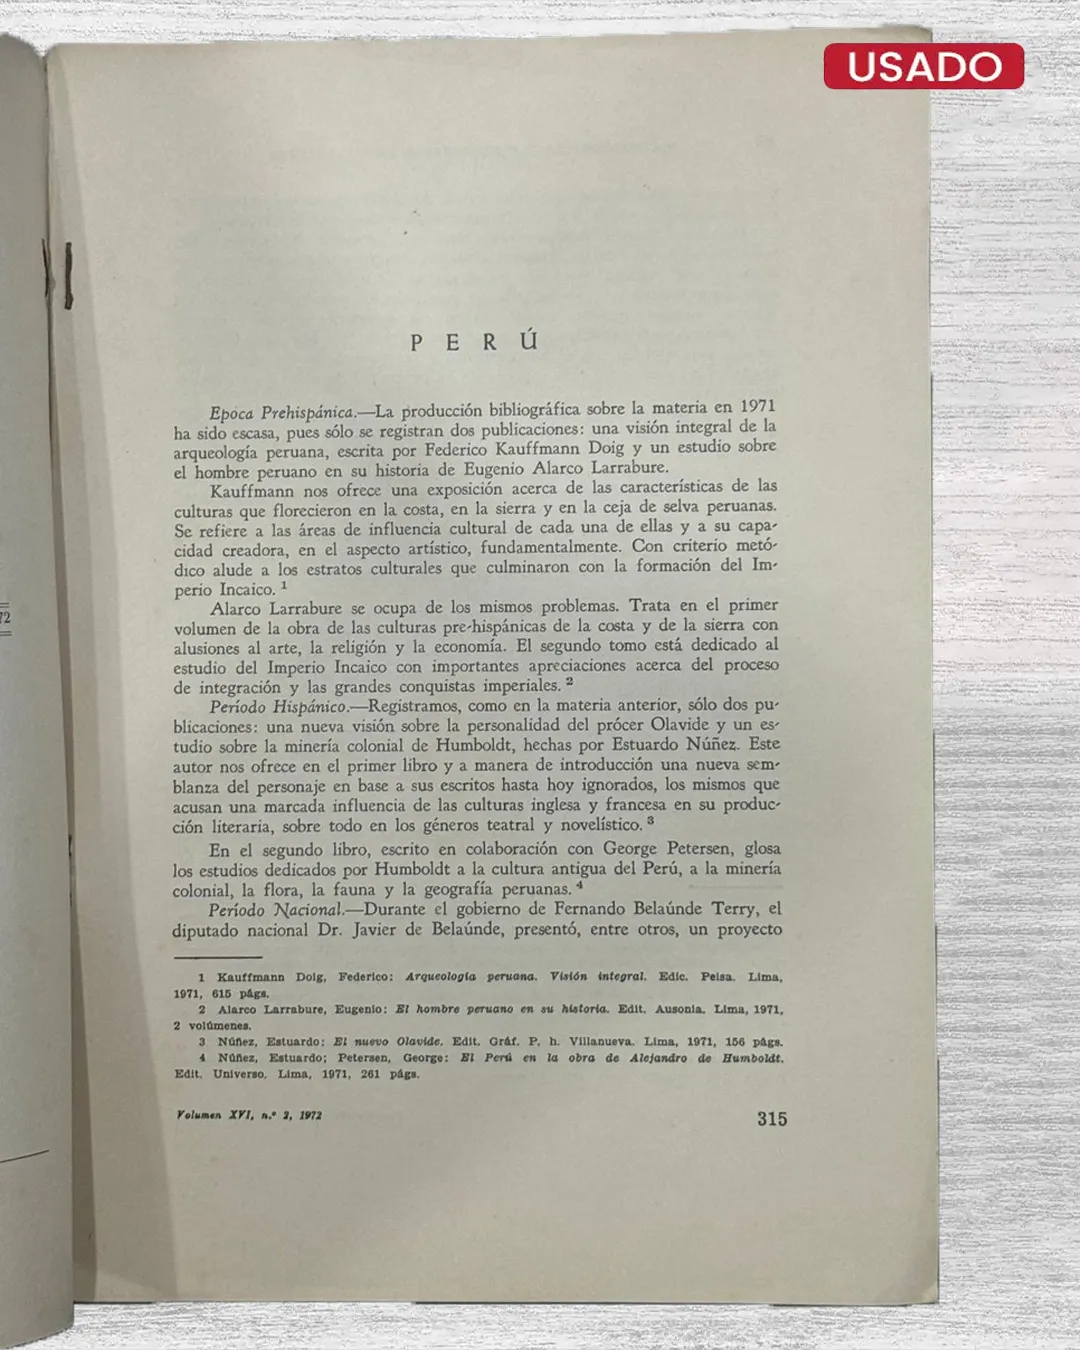 USADO
72
P E R Ú
Epoca Prehispánica.—La producción bibliográfica sobre la materia en 1971
ha sido escasa, pues sólo se registran dos publicaciones: una visión integral de la
arqueología peruana, escrita por Federico Kauffmann Doig y un estudio sobre
el hombre peruano en su historia de Eugenio Alarco Larrabure.
Kauffmann nos ofrece una exposición acerca de las características de las
culturas que florecieron en la costa, en la sierra y en la ceja de selva peruanas.
Se refiere a las áreas de influencia cultural de cada una de ellas y a su capa-
cidad creadora, en el aspecto artístico, fundamentalmente. Con criterio metó-
dico alude a los estratos culturales que culminaron con la formación del Im-
perio Incaico. 1
Alarco Larrabure se ocupa de los mismos problemas. Trata en el primer
volumen de la obra de las culturas pre-hispánicas de la costa y de la sierra con
alusiones al arte, la religión y la economía. El segundo tomo está dedicado al
estudio del Imperio Incaico con importantes apreciaciones acerca del proceso
de integración y las grandes conquistas imperiales. 2
Período Hispánico.—Registramos, como en la materia anterior, sólo dos pu-
blicaciones: una nueva visión sobre la personalidad del prócer Olavide y un es-
tudio sobre la minería colonial de Humboldt, hechas por Estuardo Núñez. Este
autor nos ofrece en el primer libro y a manera de introducción una nueva sem-
blanza del personaje en base a sus escritos hasta hoy ignorados, los mismos que
acusan una marcada influencia de las culturas inglesa y francesa en su produc-
ción literaria, sobre todo en los géneros teatral y novelístico. 3
En el segundo libro, escrito en colaboración con George Petersen, glosa
los estudios dedicados por Humboldt a la cultura antigua del Perú, a la minería
colonial, la flora, la fauna y la geografía peruanas. 4
Período Nacional.—Durante el gobierno de Fernando Belaúnde Terry, el
diputado nacional Dr. Javier de Belaúnde, presentó, entre otros, un proyecto
1 Kauffmann Doig, Federico: Arqueología peruana. Visión integral. Edic. Peisa. Lima,
1971, 615 págs.
2 Alarco Larrabure, Eugenio: El hombre peruano en su historia. Edit. Ausonia. Lima, 1971,
2 volúmenes.
3 Núñez, Estuardo: El nuevo Olavide. Edit. Gráf. P. h. Villanueva. Lima, 1971, 156 págs.
4 Núñez, Estuardo; Petersen, George: El Perú en la obra de Alejandro de Humboldt.
Edit. Universo. Lima, 1971, 261 págs.
Volumen XVI, n.º 2, 1972
315